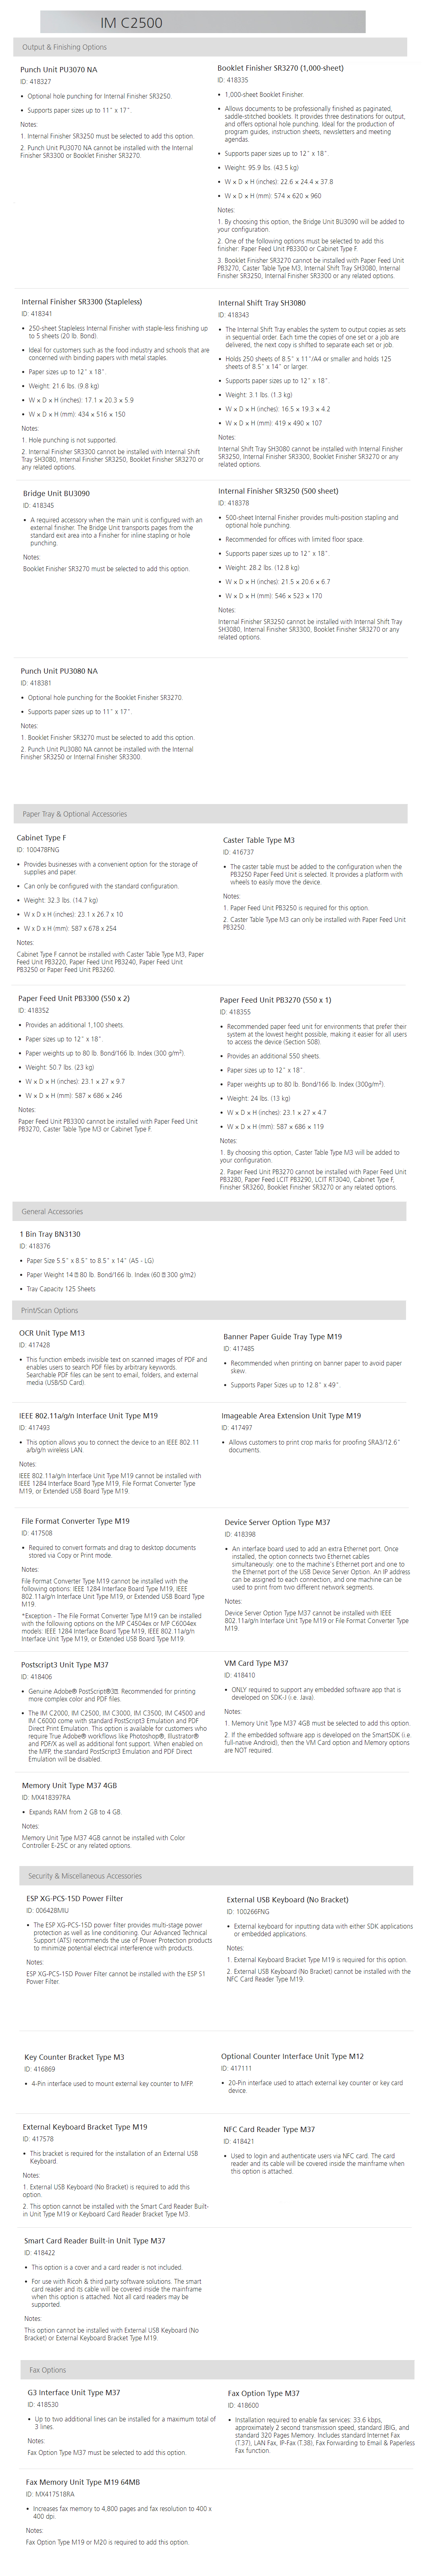 IM C2500
Output & Finishing Options
Punch Unit PU3070 NA
ID: 418327
• Optional hole punching for Internal Finisher SR3250.
• Supports paper sizes up to 11" x 17".
Notes:
1. Internal Finisher SR3250 must be selected to add this option.
2. Punch Unit PU3070 NA cannot be installed with the Internal
Finisher SR3300 or Booklet Finisher SR3270.
Booklet Finisher SR3270 (1,000-sheet)
ID: 418335
• 1,000-sheet Booklet Finisher.
• Allows documents to be professionally finished as paginated,
saddle-stitched booklets. It provides three destinations for output,
and offers optional hole punching. Ideal for the production of
program guides, instruction sheets, newsletters and meeting
agendas.
• Supports paper sizes up to 12" x 18".
• Weight: 95.9 lbs. (43.5 kg)
• W × D × H (inches): 22.6 × 24.4 × 37.8
• W × D × H (mm): 574 × 620 × 960
Notes:
1. By choosing this option, the Bridge Unit BU3090 will be added to
your configuration.
2. One of the following options must be selected to add this
finisher: Paper Feed Unit PB3300 or Cabinet Type F.
3. Booklet Finisher SR3270 cannot be installed with Paper Feed Unit
PB3270, Caster Table Type M3, Internal Shift Tray SH3080, Internal
Finisher SR3250, Internal Finisher SR3300 or any related options.
Internal Finisher SR3300 (Stapleless)
ID: 418341
• 250-sheet Stapleless Internal Finisher with staple-less finishing up
to 5 sheets (20 lb. Bond).
• Ideal for customers such as the food industry and schools that are
concerned with binding papers with metal staples.
• Paper sizes up to 12" x 18".
• Weight: 21.6 lbs. (9.8 kg)
• W × D × H (inches): 17.1 × 20.3 × 5.9
• W × D × H (mm): 434 × 516 × 150
Notes:
1. Hole punching is not supported.
2. Internal Finisher SR3300 cannot be installed with Internal Shift
Tray SH3080, Internal Finisher SR3250, Booklet Finisher SR3270 or
any related options.
Internal Shift Tray SH3080
ID: 418343
• The Internal Shift Tray enables the system to output copies as sets
in sequential order. Each time the copies of one set or a job are
delivered, the next copy is shifted to separate each set or job.
• Holds 250 sheets of 8.5" x 11"/A4 or smaller and holds 125
sheets of 8.5" x 14" or larger.
• Supports paper sizes up to 12" x 18".
• Weight: 3.1 lbs. (1.3 kg)
• W × D × H (inches): 16.5 × 19.3 × 4.2
• W × D × H (mm): 419 × 490 × 107
Notes:
Internal Shift Tray SH3080 cannot be installed with Internal Finisher
SR3250, Internal Finisher SR3300, Booklet Finisher SR3270 or any
related options.
Bridge Unit BU3090
ID: 418345
• A required accessory when the main unit is configured with an
external finisher. The Bridge Unit transports pages from the
standard exit area into a Finisher for inline stapling or hole
punching.
Notes:
Booklet Finisher SR3270 must be selected to add this option.
Internal Finisher SR3250 (500 sheet)
ID: 418378
• 500-sheet Internal Finisher provides multi-position stapling and
optional hole punching.
• Recommended for offices with limited floor space.
• Supports paper sizes up to 12" x 18".
• Weight: 28.2 lbs. (12.8 kg)
• W × D × H (inches): 21.5 × 20.6 × 6.7
• W × D × H (mm): 546 × 523 × 170
Notes:
Internal Finisher SR3250 cannot be installed with Internal Shift Tray
SH3080, Internal Finisher SR3300, Booklet Finisher SR3270 or any
related options.
Punch Unit PU3080 NA
ID: 418381
• Optional hole punching for the Booklet Finisher SR3270.
• Supports paper sizes up to 11" x 17".
Notes:
1. Booklet Finisher SR3270 must be selected to add this option.
2. Punch Unit PU3080 NA cannot be installed with the Internal
Finisher SR3250 or Internal Finisher SR3300.
Paper Tray & Optional Accessories
Cabinet Type F
ID: 100478FNG
• Provides businesses with a convenient option for the storage of
supplies and paper.
• Can only be configured with the standard configuration.
• Weight: 32.3 lbs. (14.7 kg)
• W x D x H (inches): 23.1 x 26.7 x 10
• W x D x H (mm): 587 x 678 x 254
Notes:
Cabinet Type F cannot be installed with Caster Table Type M3, Paper
Feed Unit PB3220, Paper Feed Unit PB3240, Paper Feed Unit
PB3250 or Paper Feed Unit PB3260.
Caster Table Type M3
ID: 416737
• The caster table must be added to the configuration when the
PB3250 Paper Feed Unit is selected. It provides a platform with
wheels to easily move the device.
Notes:
1. Paper Feed Unit PB3250 is required for this option.
2. Caster Table Type M3 can only be installed with Paper Feed Unit
PB3250.
Paper Feed Unit PB3300 (550 x 2)
ID: 418352
• Provides an additional 1,100 sheets.
• Paper sizes up to 12" x 18".
• Paper weights up to 80 lb. Bond/166 lb. Index (300 g/m²).
• Weight: 50.7 lbs. (23 kg)
• W × D × H (inches): 23.1 × 27 × 9.7
• W × D × H (mm): 587 × 686 × 246
Notes:
Paper Feed Unit PB3300 cannot be installed with Paper Feed Unit
PB3270, Caster Table Type M3 or Cabinet Type F.
Paper Feed Unit PB3270 (550 x 1)
ID: 418355
• Recommended paper feed unit for environments that prefer their
system at the lowest height possible, making it easier for all users
to access the device (Section 508).
• Provides an additional 550 sheets.
• Paper sizes up to 12" x 18".
• Paper weights up to 80 lb. Bond/166 lb. Index (300g/m²).
• Weight: 24 lbs. (13 kg)
• W × D × H (inches): 23.1 × 27 × 4.7
• W × D × H (mm): 587 × 686 × 119
Notes:
1. By choosing this option, Caster Table Type M3 will be added to
your configuration.
2. Paper Feed Unit PB3270 cannot be installed with Paper Feed Unit
PB3280, Paper Feed LCIT PB3290, LCIT RT3040, Cabinet Type F,
Finisher SR3260, Booklet Finisher SR3270 or any related options.
General Accessories
1 Bin Tray BN3130
ID: 418376
• Paper Size 5.5" x 8.5" to 8.5" x 14" (A5 - LG)
• Paper Weight 14 80 lb. Bond/166 lb. Index (60 300 g/m2)
• Tray Capacity 125 Sheets
Print/Scan Options
OCR Unit Type M13
ID: 417428
• This function embeds invisible text on scanned images of PDF and
enables users to search PDF files by arbitrary keywords.
Searchable PDF files can be sent to email, folders, and external
media (USB/SD Card).
Banner Paper Guide Tray Type M19
ID: 417485
• Recommended when printing on banner paper to avoid paper
skew.
• Supports Paper Sizes up to 12.8" x 49".
IEEE 802.11a/g/n Interface Unit Type M19
ID: 417493
• This option allows you to connect the device to an IEEE 802.11
a/b/g/n wireless LAN.
Notes:
IEEE 802.11a/g/n Interface Unit Type M19 cannot be installed with
IEEE 1284 Interface Board Type M19, File Format Converter Type
M19, or Extended USB Board Type M19.
Imageable Area Extension Unit Type M19
ID: 417497
• Allows customers to print crop marks for proofing SRA3/12.6"
documents.
File Format Converter Type M19
ID: 417508
• Required to convert formats and drag to desktop documents
stored via Copy or Print mode.
Notes:
File Format Converter Type M19 cannot be installed with the
following options: IEEE 1284 Interface Board Type M19, IEEE
802.11a/g/n Interface Unit Type M19, or Extended USB Board Type
M19.
*Exception - The File Format Converter Type M19 can be installed
with the following options on the MP C4504ex or MP C6004ex
models: IEEE 1284 Interface Board Type M19, IEEE 802.11a/g/n
Interface Unit Type M19, or Extended USB Board Type M19.
Device Server Option Type M37
ID: 418398
• An interface board used to add an extra Ethernet port. Once
installed, the option connects two Ethernet cables
simultaneously: one to the machine's Ethernet port and one to
the Ethernet port of the USB Device Server Option. An IP address
can be assigned to each connection, and one machine can be
used to print from two different network segments.
Notes:
Device Server Option Type M37 cannot be installed with IEEE
802.11a/g/n Interface Unit Type M19 or File Format Converter Type
M19.
Postscript3 Unit Type M37
ID: 418406
• Genuine Adobe® PostScript®3. Recommended for printing
more complex color and PDF files.
• The IM C2000, IM C2500, IM C3000, IM C3500, IM C4500 and
IM C6000 come with standard PostScript3 Emulation and PDF
Direct Print Emulation. This option is available for customers who
require True Adobe® workflows like Photoshop®, Illustrator®
and PDF/X as well as additional font support. When enabled on
the MFP, the standard PostScript3 Emulation and PDF Direct
Emulation will be disabled.
VM Card Type M37
ID: 418410
• ONLY required to support any embedded software app that is
developed on SDK-J (i.e. Java).
Notes:
1. Memory Unit Type M37 4GB must be selected to add this option.
2. If the embedded software app is developed on the SmartSDK (i.e.
full-native Android), then the VM Card option and Memory options
are NOT required.
Memory Unit Type M37 4GB
ID: MX418397RA
• Expands RAM from 2 GB to 4 GB.
Notes:
Memory Unit Type M37 4GB cannot be installed with Color
Controller E-25C or any related options.
Security & Miscellaneous Accessories
ESP XG-PCS-15D Power Filter
ID: 006428MIU
• The ESP XG-PCS-15D power filter provides multi-stage power
protection as well as line conditioning. Our Advanced Technical
Support (ATS) recommends the use of Power Protection products
to minimize potential electrical interference with products.
Notes:
ESP XG-PCS-15D Power Filter cannot be installed with the ESP S1
Power Filter.
External USB Keyboard (No Bracket)
ID: 100266FNG
• External keyboard for inputting data with either SDK applications
or embedded applications.
Notes:
1. External Keyboard Bracket Type M19 is required for this option.
2. External USB Keyboard (No Bracket) cannot be installed with the
NFC Card Reader Type M19.
Key Counter Bracket Type M3
ID: 416869
• 4-Pin interface used to mount external key counter to MFP.
Optional Counter Interface Unit Type M12
ID: 417111
• 20-Pin interface used to attach external key counter or key card
device.
External Keyboard Bracket Type M19
ID: 417578
• This bracket is required for the installation of an External USB
Keyboard.
Notes:
1. External USB Keyboard (No Bracket) is required to add this
option.
2. This option cannot be installed with the Smart Card Reader Built-
in Unit Type M19 or Keyboard Card Reader Bracket Type M3.
NFC Card Reader Type M37
ID: 418421
• Used to login and authenticate users via NFC card. The card
reader and its cable will be covered inside the mainframe when
this option is attached.
Smart Card Reader Built-in Unit Type M37
ID: 418422
• This option is a cover and a card reader is not included.
• For use with Ricoh & third party software solutions. The smart
card reader and its cable will be covered inside the mainframe
when this option is attached. Not all card readers may be
supported.
Notes:
This option cannot be installed with External USB Keyboard (No
Bracket) or External Keyboard Bracket Type M19.
Fax Options
G3 Interface Unit Type M37
ID: 418530
• Up to two additional lines can be installed for a maximum total of
3 lines.
Notes:
Fax Option Type M37 must be selected to add this option.
Fax Option Type M37
ID: 418600
• Installation required to enable fax services: 33.6 kbps,
approximately 2 second transmission speed, standard JBIG, and
standard 320 Pages Memory. Includes standard Internet Fax
(T.37), LAN Fax, IP-Fax (T.38), Fax Forwarding to Email & Paperless
Fax function.
Fax Memory Unit Type M19 64MB
ID: MX417518RA
• Increases fax memory to 4,800 pages and fax resolution to 400 x
400 dpi.
Notes:
Fax Option Type M19 or M20 is required to add this option.